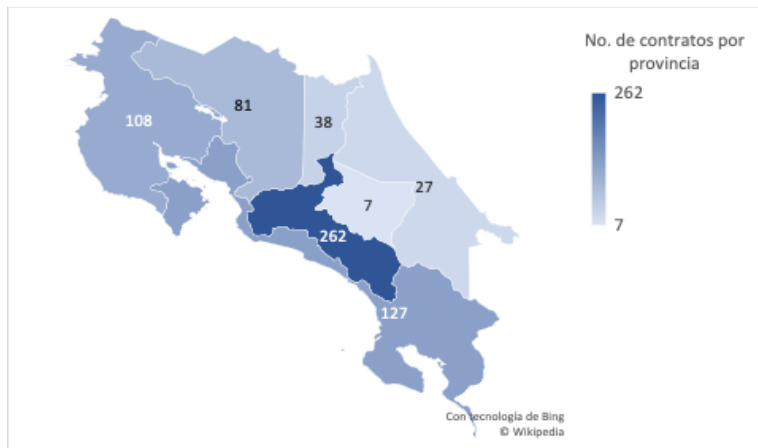 No. de contratos por
provincia
262
7
81
108
38
27
7
262
127
Con tecnología de Bing
© Wikipedia